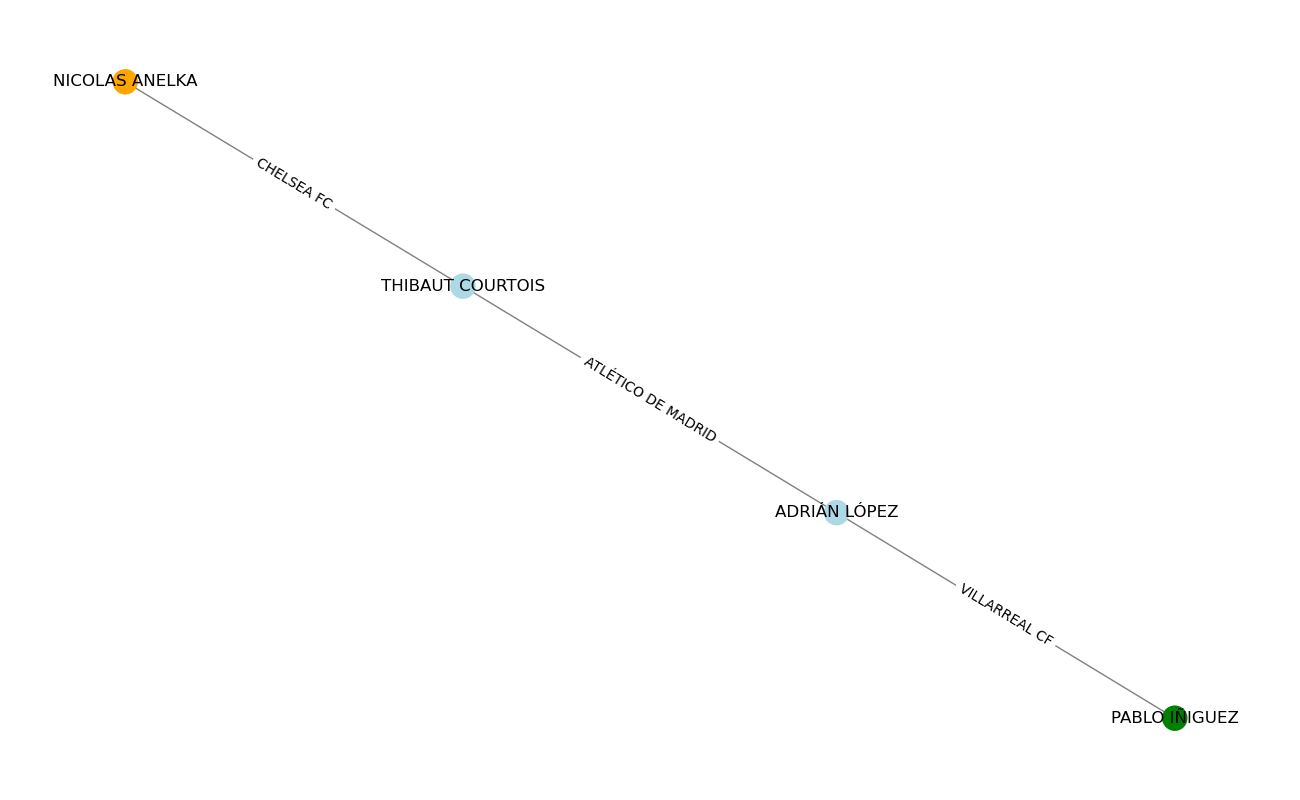 NICOLAS ANELKA
CHELSEA FC
THIBAUT COURTOIS
ATLÉTICO DE MADRID
ADRIÁN LÓPEZ
VILLARREAL CF
PABLO IÑIGUEZ